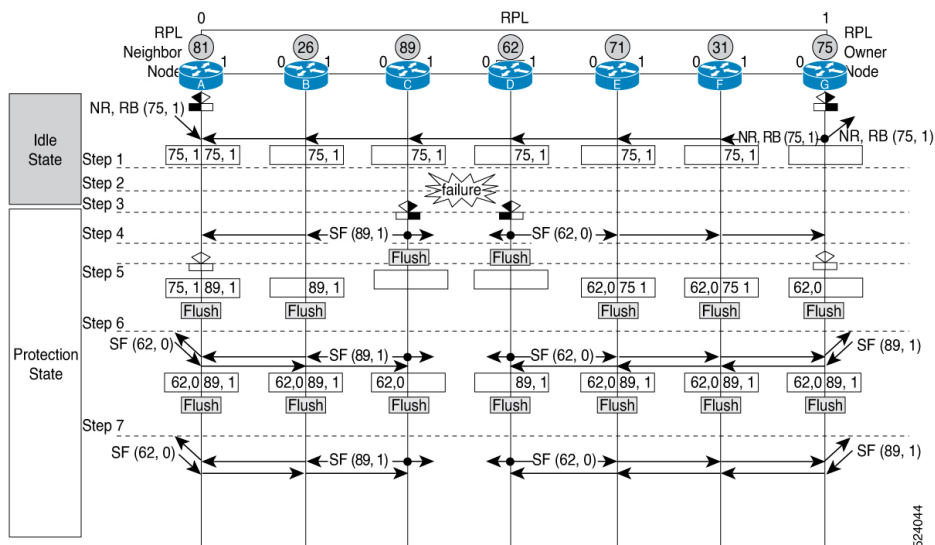 0 RPL 1
RPL Neighbor Node
81 26 89 62 71 31 75
RPL Owner Node
0 1 0 1 0 1 0 1 0 1 0 1 0 1
A B C D E F G
Idle State
NR, RB (75, 1)
NR, RB (75, 1) NR, RB (75, 1)
75, 1 75, 1 75, 1 75, 1 75, 1 75, 1 75, 1
Step 1
Step 2
failure
Step 3
Protection State
Step 4 SF (89, 1) SF (62, 0)
Flush Flush
Step 5
75, 1 89, 1 89, 1 62,0 75 1 62,0 75 1 62,0
Flush Flush Flush Flush Flush
Step 6
SF (62, 0) SF (89, 1) SF (62, 0) SF (89, 1)
62,0 89, 1 62,0 89, 1 62,0 89, 1 62,0 89, 1 62,0 89, 1 62,0 89, 1
Flush Flush Flush Flush Flush Flush Flush
Step 7
SF (62, 0) SF (89, 1) SF (62, 0) SF (89, 1)
524044